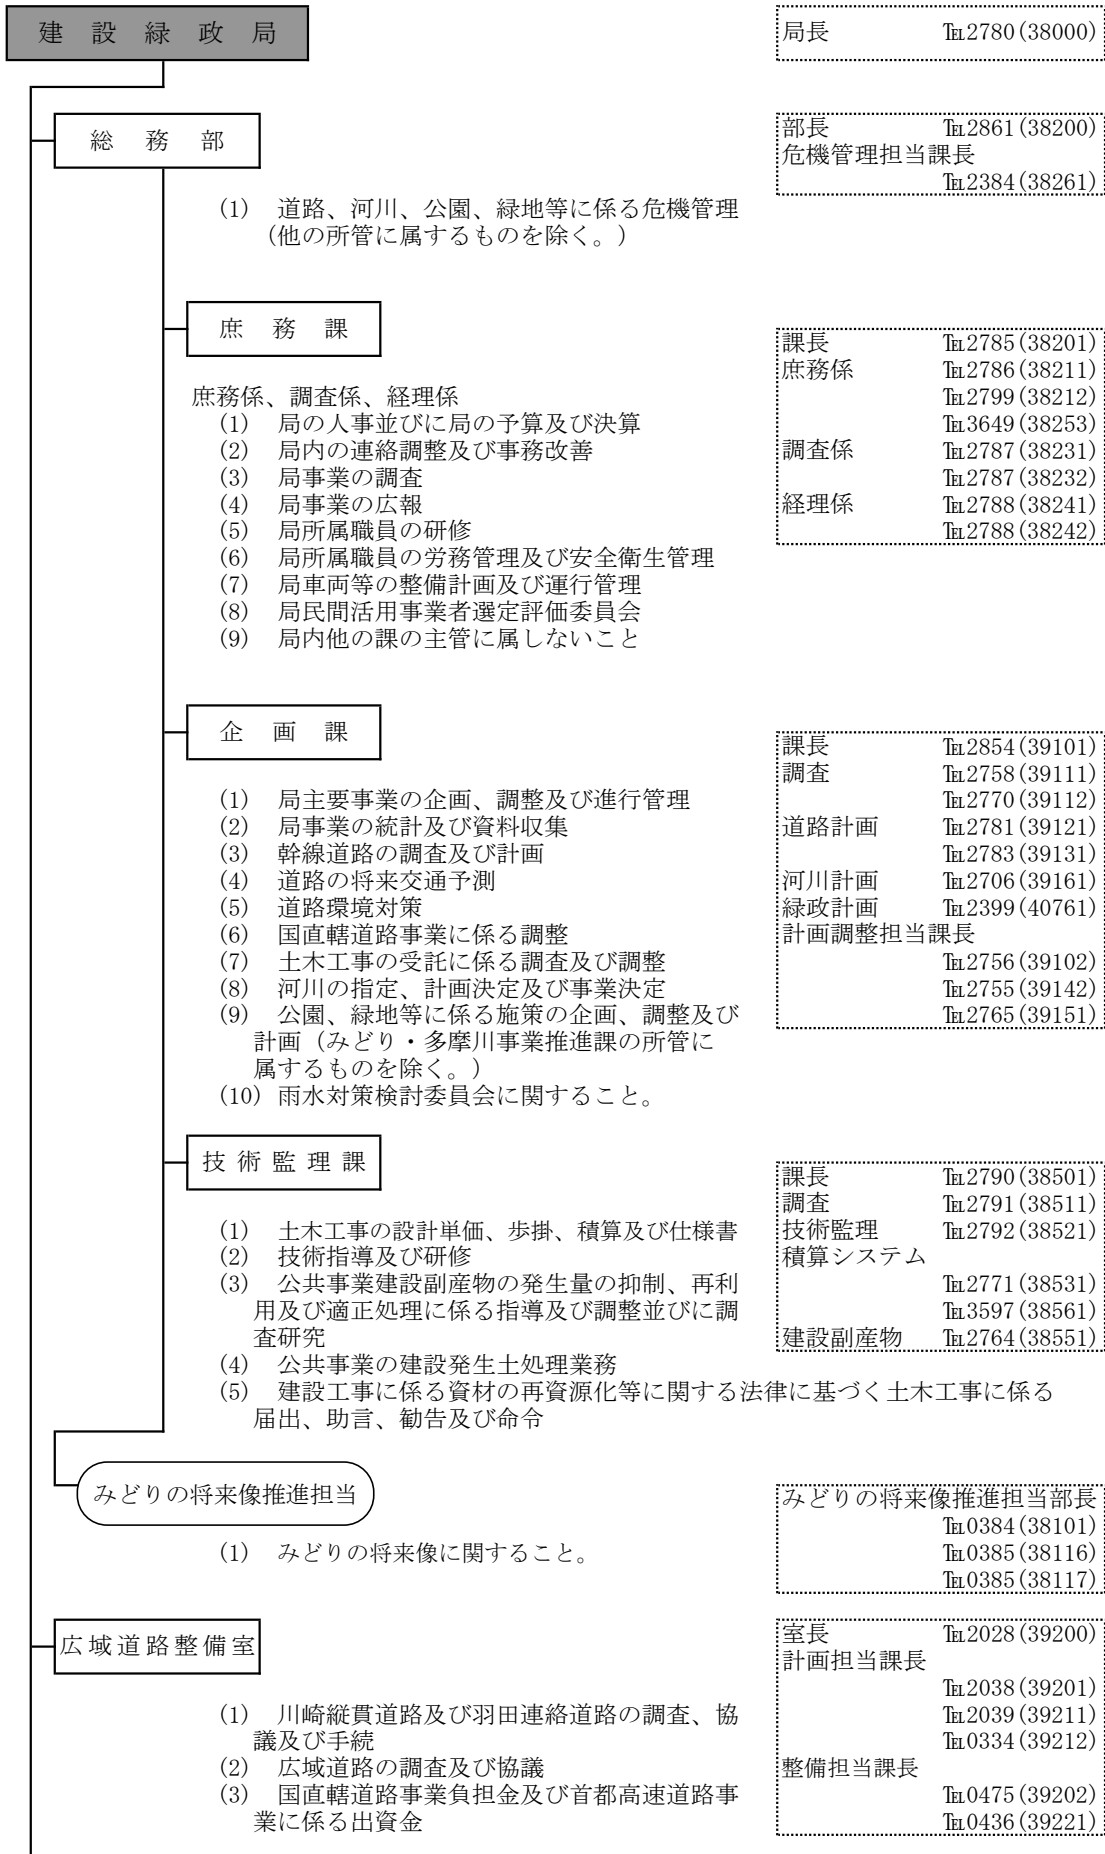 建設緑政局
局長 ℡2780(38000)
総務部
部長 ℡2861(38200)
危機管理担当課長
℡2384(38261)
(1) 道路、河川、公園、緑地等に係る危機管理
(他の所管に属するものを除く。)
庶務課
課長 ℡2785(38201)
庶務係 ℡2786(38211)
℡2799(38212)
℡3649(38253)
調査係 ℡2787(38231)
℡2787(38232)
経理係 ℡2788(38241)
℡2788(38242)
庶務係、調査係、経理係
(1) 局の人事並びに局の予算及び決算
(2) 局内の連絡調整及び事務改善
(3) 局事業の調査
(4) 局事業の広報
(5) 局所属職員の研修
(6) 局所属職員の労務管理及び安全衛生管理
(7) 局車両等の整備計画及び運行管理
(8) 局民間活用事業者選定評価委員会
(9) 局内他の課の主管に属しないこと
企画課
課長 ℡2854(39101)
調査 ℡2758(39111)
℡2770(39112)
道路計画 ℡2781(39121)
℡2783(39131)
河川計画 ℡2706(39161)
緑政計画 ℡2399(40761)
計画調整担当課長
℡2756(39102)
℡2755(39142)
℡2765(39151)
(1) 局主要事業の企画、調整及び進行管理
(2) 局事業の統計及び資料収集
(3) 幹線道路の調査及び計画
(4) 道路の将来交通予測
(5) 道路環境対策
(6) 国直轄道路事業に係る調整
(7) 土木工事の受託に係る調査及び調整
(8) 河川の指定、計画決定及び事業決定
(9) 公園、緑地等に係る施策の企画、調整及び
計画(みどり・多摩川事業推進課の所管に
属するものを除く。)
(10) 雨水対策検討委員会に関すること。
技術監理課
課長 ℡2790(38501)
調査 ℡2791(38511)
技術監理 ℡2792(38521)
積算システム
℡2771(38531)
℡3597(38561)
建設副産物 ℡2764(38551)
(1) 土木工事の設計単価、歩掛、積算及び仕様書
(2) 技術指導及び研修
(3) 公共事業建設副産物の発生量の抑制、再利
用及び適正処理に係る指導及び調整並びに調
査研究
(4) 公共事業の建設発生土処理業務
(5) 建設工事に係る資材の再資源化等に関する法律に基づく土木工事に係る
届出、助言、勧告及び命令
みどりの将来像推進担当
みどりの将来像推進担当部長
℡0384(38101)
℡0385(38116)
℡0385(38117)
(1) みどりの将来像に関すること。
広域道路整備室
室長 ℡2028(39200)
計画担当課長
℡2038(39201)
℡2039(39211)
℡0334(39212)
整備担当課長
℡0475(39202)
℡0436(39221)
(1) 川崎縦貫道路及び羽田連絡道路の調査、協
議及び手続
(2) 広域道路の調査及び協議
(3) 国直轄道路事業負担金及び首都高速道路事
業に係る出資金